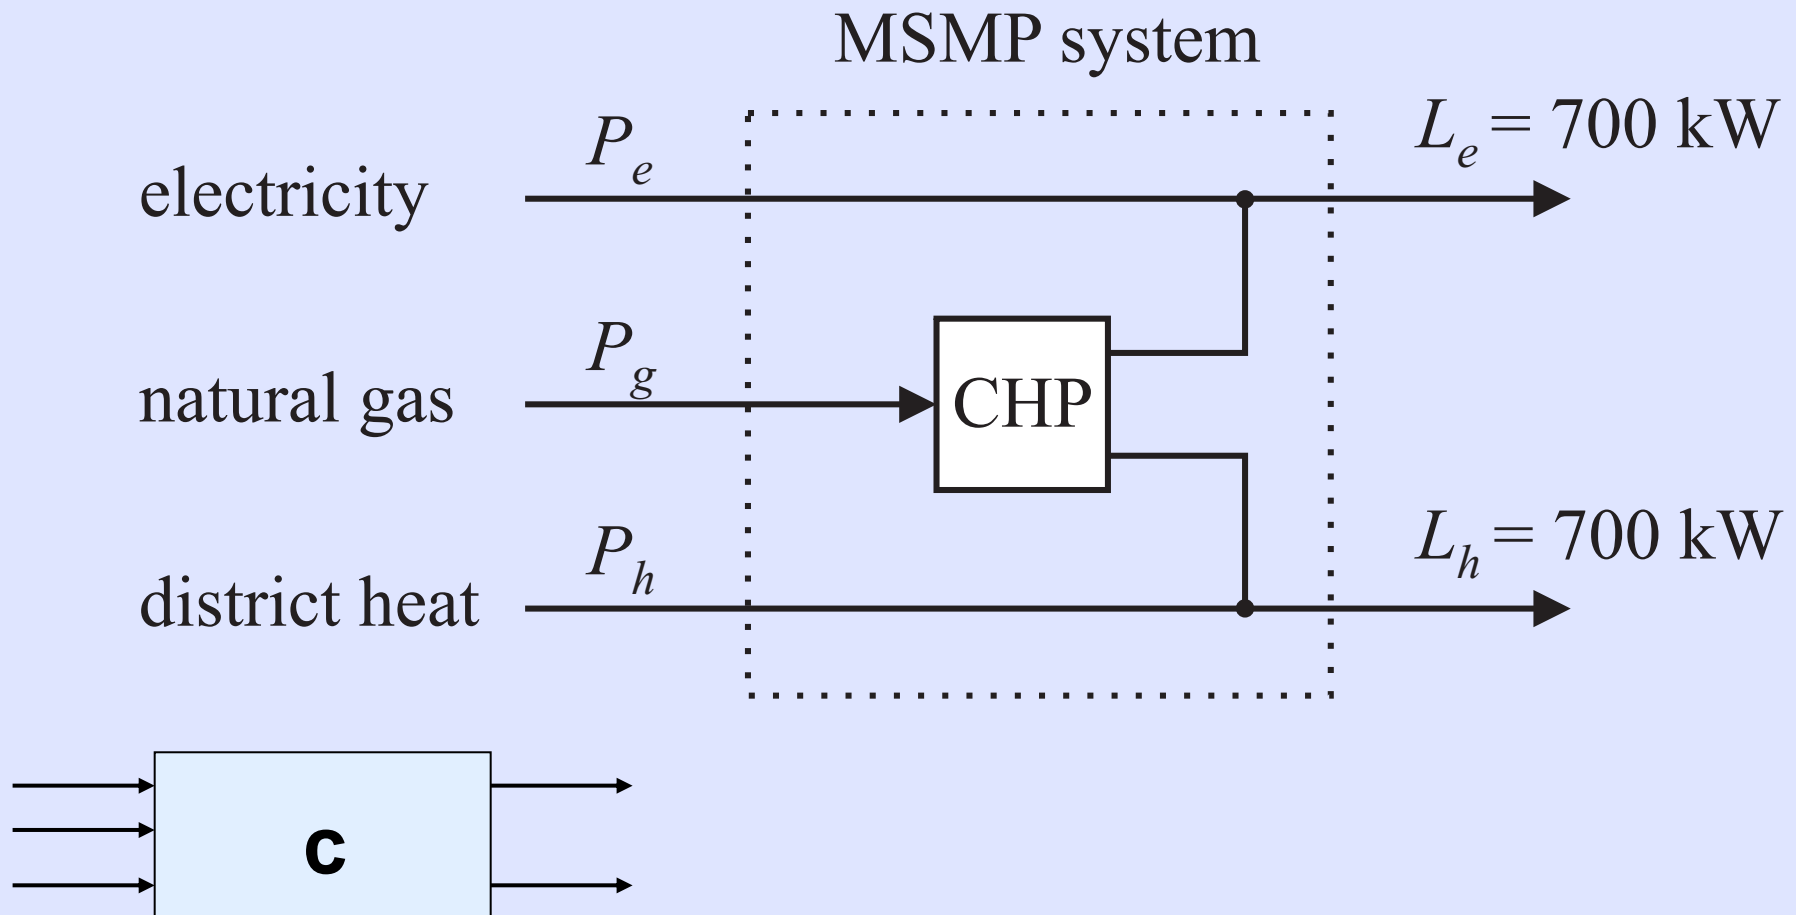 MSMP system
P_e
L_e = 700 kW
electricity
P_g
natural gas
CHP
P_h
L_h = 700 kW
district heat
c